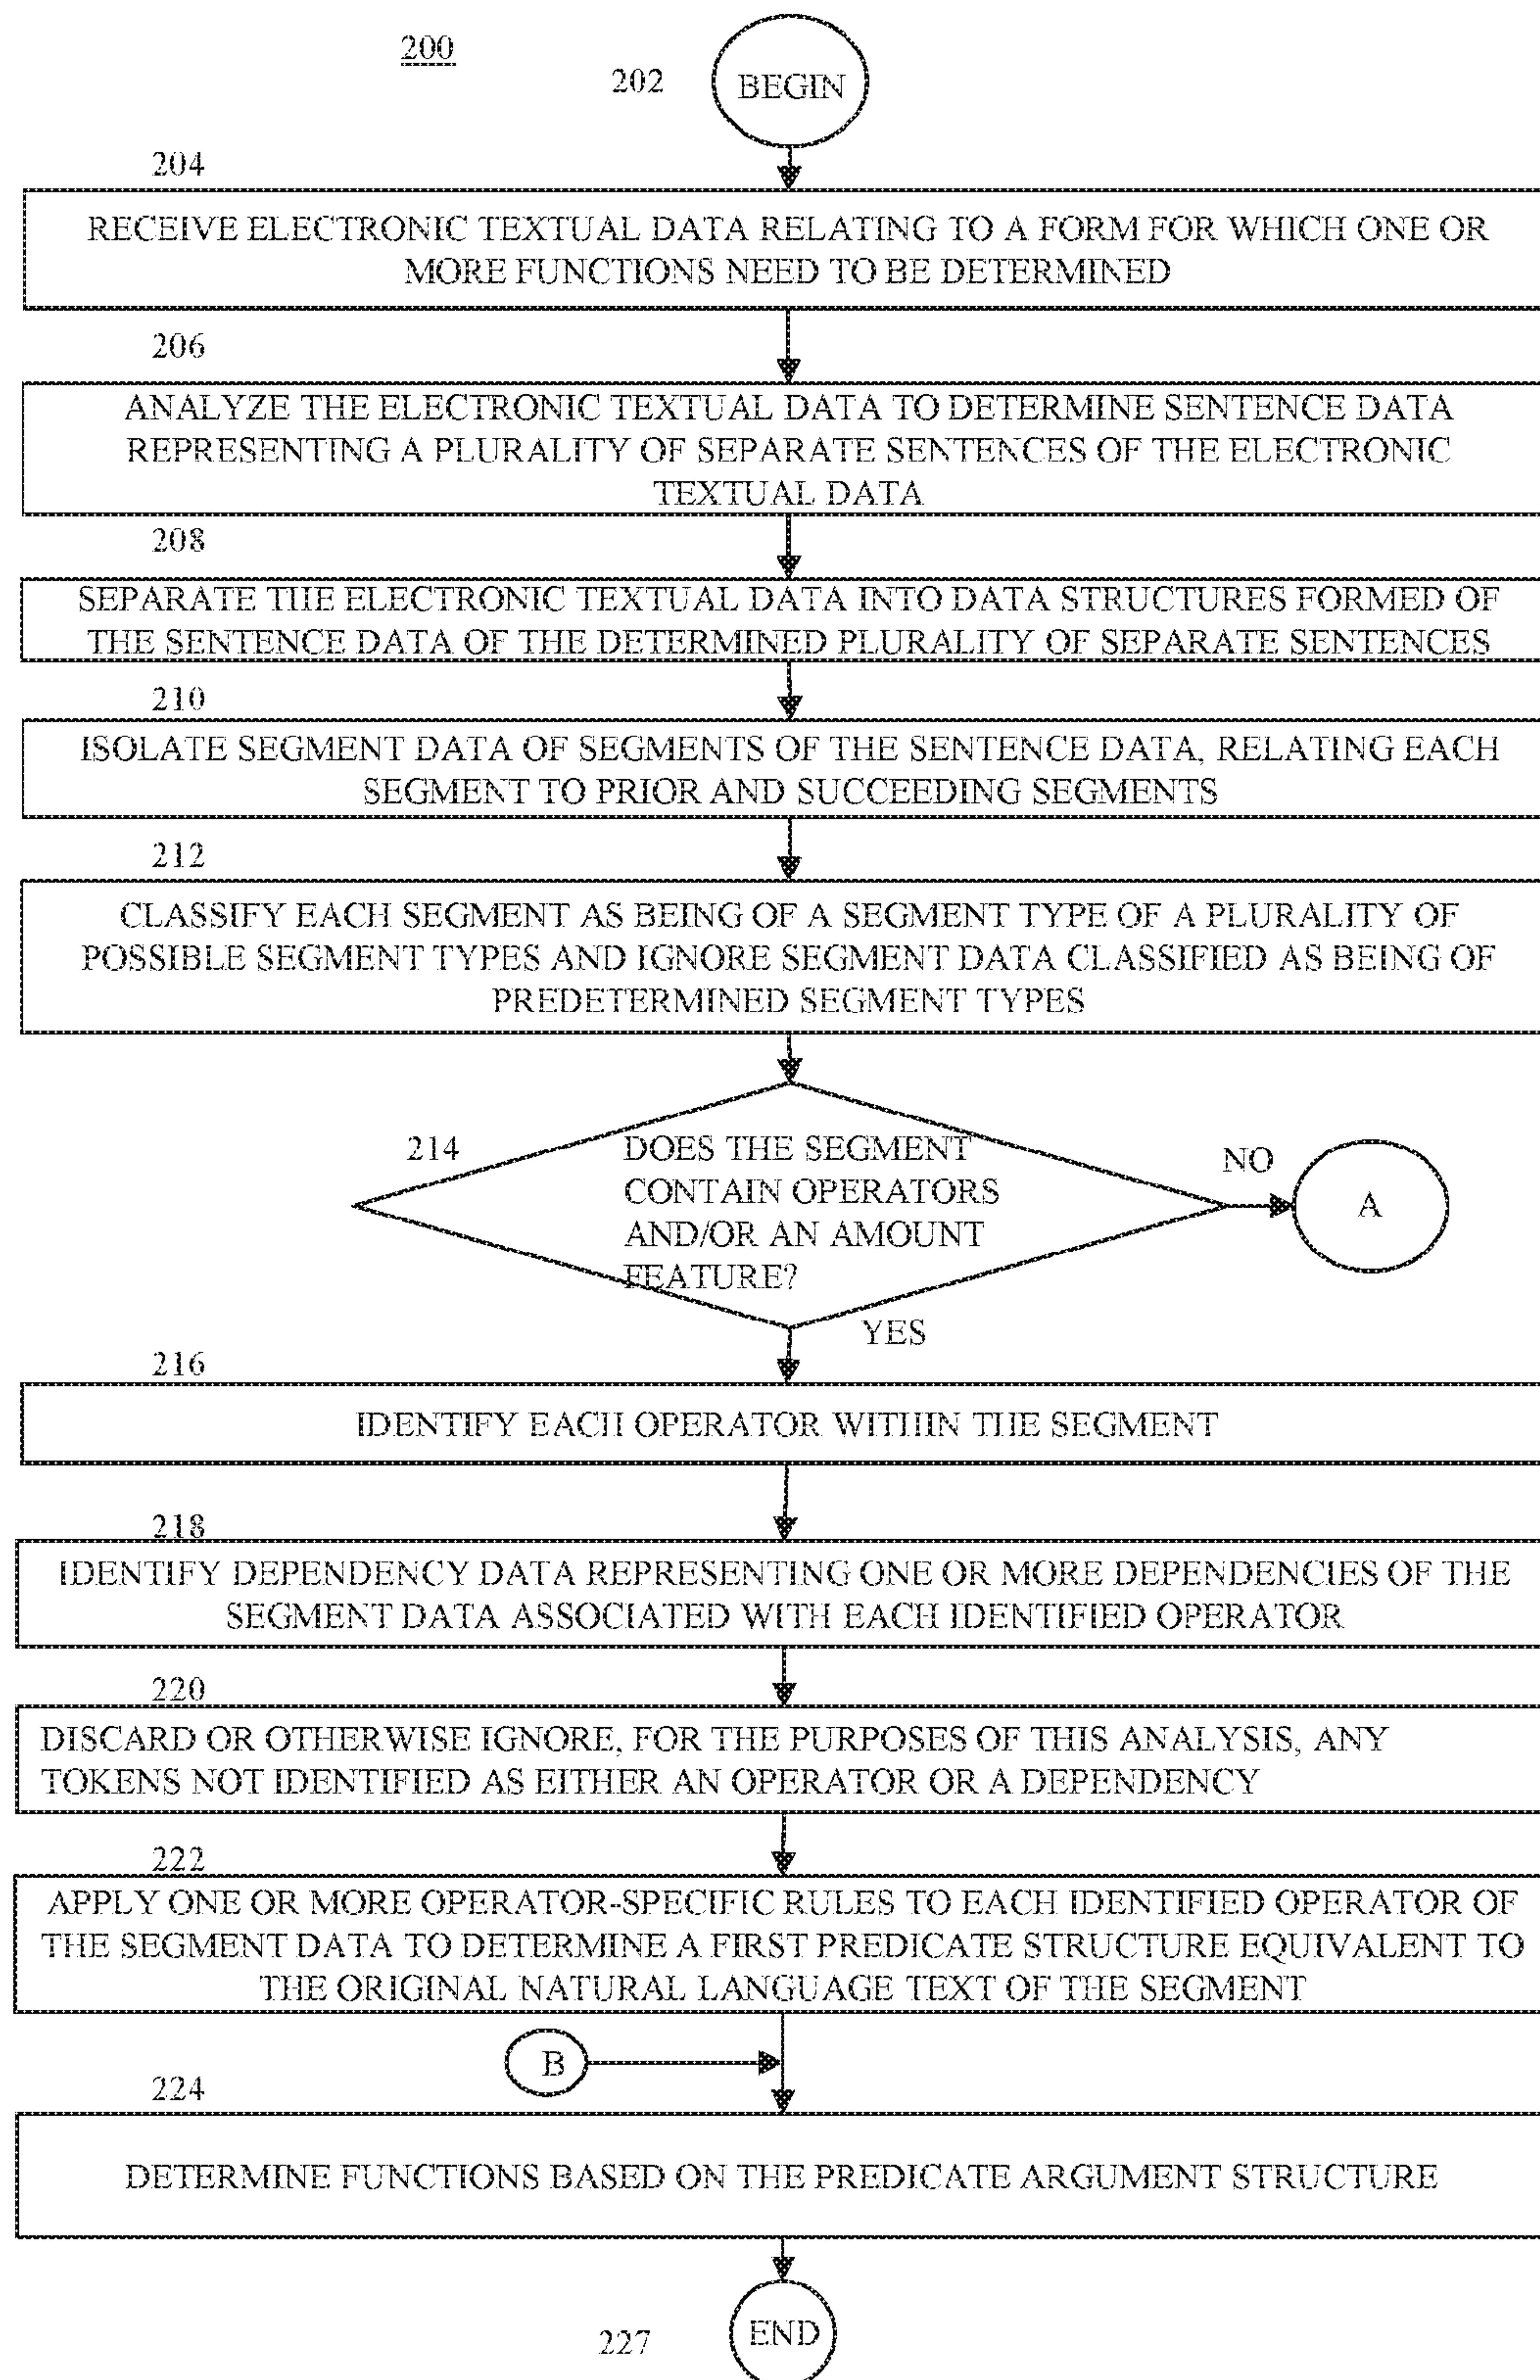 200
202
BEGIN
204
RECEIVE ELECTRONIC TEXTUAL DATA RELATING TO A FORM FOR WHICH ONE OR
MORE FUNCTIONS NEED TO BE DETERMINED
206
ANALYZE THE ELECTRONIC TEXTUAL DATA TO DETERMINE SENTENCE DATA
REPRESENTING A PLURALITY OF SEPARATE SENTENCES OF THE ELECTRONIC
TEXTUAL DATA
208
SEPARATE THE ELECTRONIC TEXTUAL DATA INTO DATA STRUCTURES FORMED OF
THE SENTENCE DATA OF THE DETERMINED PLURALITY OF SEPARATE SENTENCES
210
ISOLATE SEGMENT DATA OF SEGMENTS OF THE SENTENCE DATA, RELATING EACH
SEGMENT TO PRIOR AND SUCCEEDING SEGMENTS
212
CLASSIFY EACH SEGMENT AS BEING OF A SEGMENT TYPE OF A PLURALITY OF
POSSIBLE SEGMENT TYPES AND IGNORE SEGMENT DATA CLASSIFIED AS BEING OF
PREDETERMINED SEGMENT TYPES
214
DOES THE SEGMENT
CONTAIN OPERATORS
AND/OR AN AMOUNT
FEATURE?
NO
A
YES
216
IDENTIFY EACH OPERATOR WITHIN THE SEGMENT
218
IDENTIFY DEPENDENCY DATA REPRESENTING ONE OR MORE DEPENDENCIES OF THE
SEGMENT DATA ASSOCIATED WITH EACH IDENTIFIED OPERATOR
220
DISCARD OR OTHERWISE IGNORE, FOR THE PURPOSES OF THIS ANALYSIS, ANY
TOKENS NOT IDENTIFIED AS EITHER AN OPERATOR OR A DEPENDENCY
222
APPLY ONE OR MORE OPERATOR-SPECIFIC RULES TO EACH IDENTIFIED OPERATOR OF
THE SEGMENT DATA TO DETERMINE A FIRST PREDICATE STRUCTURE EQUIVALENT TO
THE ORIGINAL NATURAL LANGUAGE TEXT OF THE SEGMENT
B
224
DETERMINE FUNCTIONS BASED ON THE PREDICATE ARGUMENT STRUCTURE
227
END